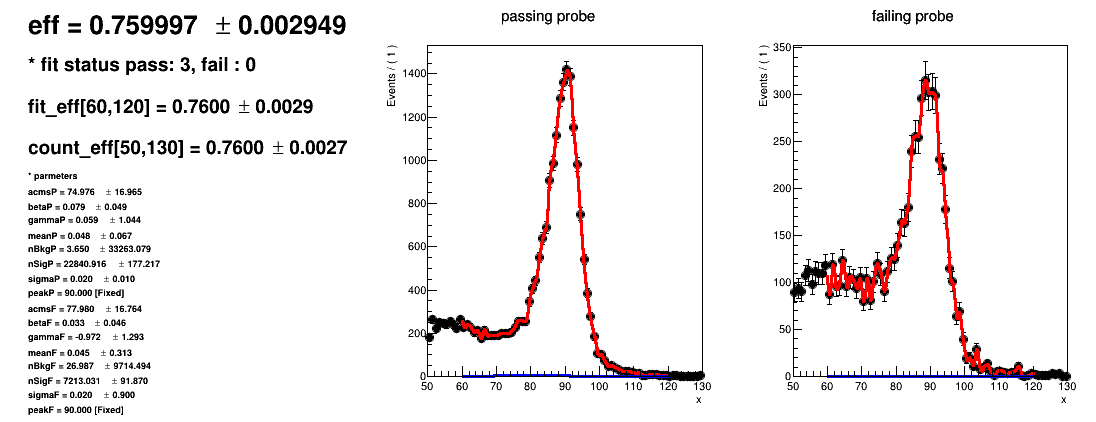 eff = 0.759997 ± 0.002949
* fit status pass: 3, fail : 0
fit_eff[60,120] = 0.7600 ± 0.0029
count_eff[50,130] = 0.7600 ± 0.0027
* parmeters
acmsP = 74.976 ± 16.965
betaP = 0.079 ± 0.049
gammaP = 0.059 ± 1.044
meanP = 0.048 ± 0.067
nBkgP = 3.650 ± 33263.079
nSigP = 22840.916 ± 177.217
sigmaP = 0.020 ± 0.010
peakP = 90.000 [Fixed]
acmsF = 77.980 ± 16.764
betaF = 0.033 ± 0.046
gammaF = -0.972 ± 1.293
meanF = 0.045 ± 0.313
nBkgF = 26.987 ± 9714.494
nSigF = 7213.031 ± 91.870
sigmaF = 0.020 ± 0.900
peakF = 90.000 [Fixed]
passing probe
Events / ( 1 )
1400
1200
1000
800
600
400
200
0
50 60 70 80 90 100 110 120 130
x
failing probe
Events / ( 1 )
350
300
250
200
150
100
50
0
50 60 70 80 90 100 110 120 130
x